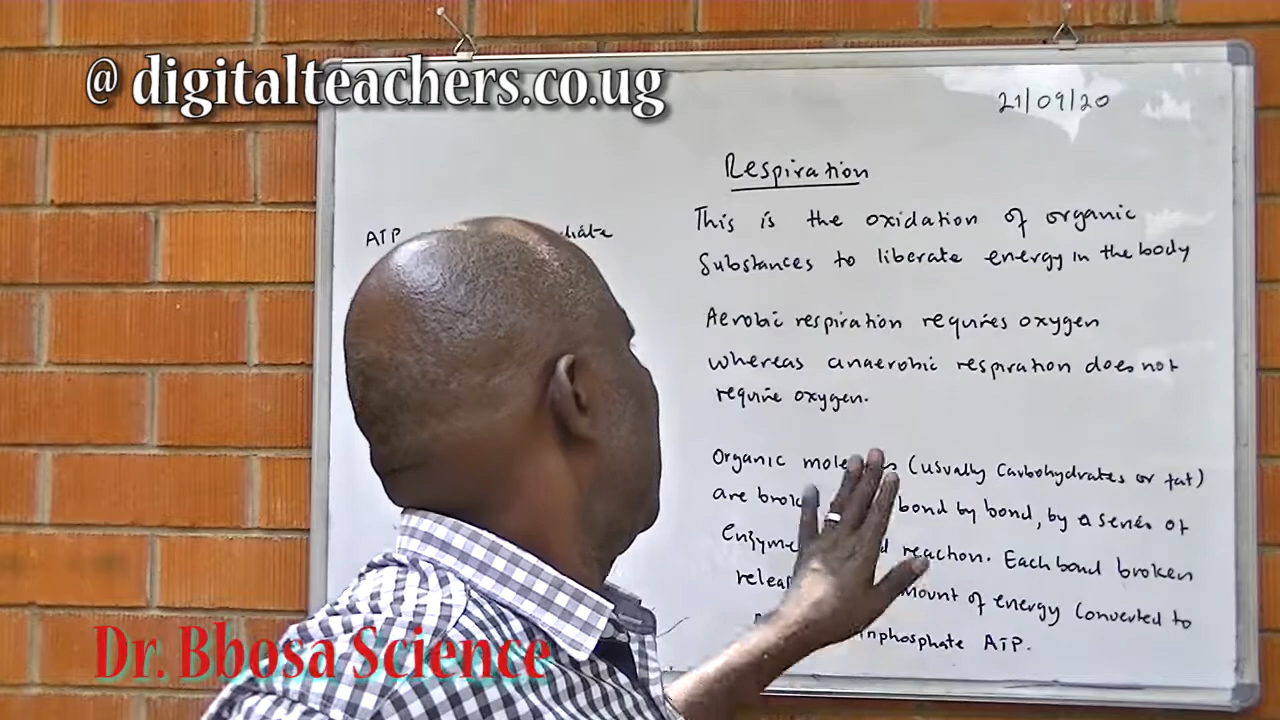 @ digitalteachers.co.ug
21/09/20
Respiration
This is the oxidation of organic
Substances to liberate energy in the body
Aerobic respiration requires oxygen
whereas anaerobic respiration does not
require oxygen.
Organic (usually Carbohydrates or fat)
are bond by bond, by a series of
reaction. Each bond broken
of energy converted to
ATP.
ATP
Dr. Bbosa Science